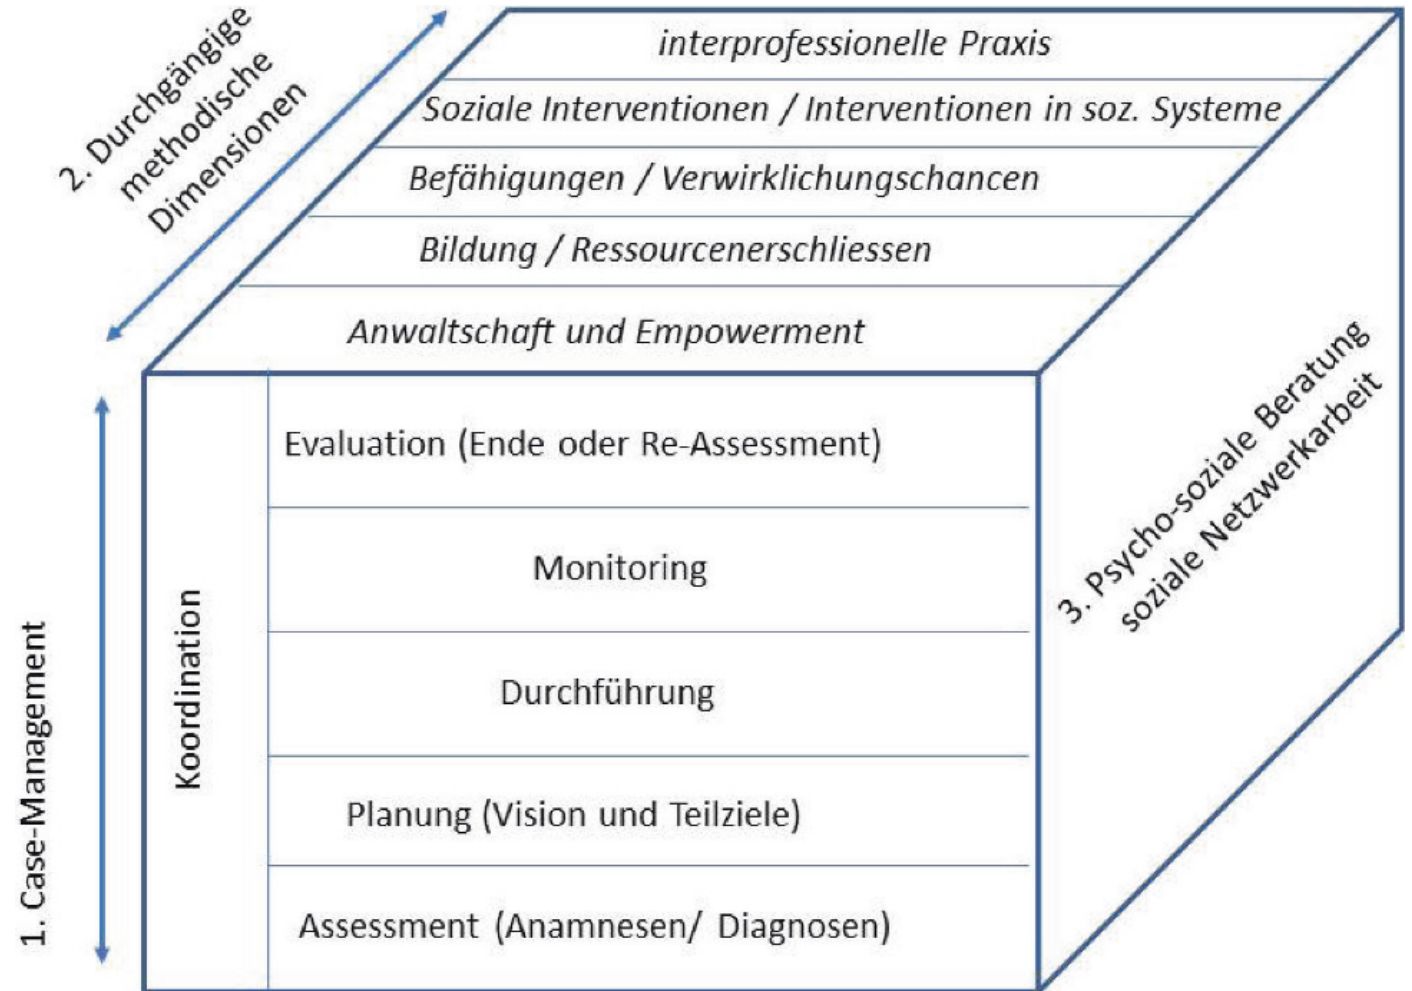 2. Durchgängige
methodische
Dimensionen
interprofessionelle Praxis
Soziale Interventionen / Interventionen in soz. Systeme
Befähigungen / Verwirklichungschancen
Bildung / Ressourcenerschliessen
Anwaltschaft und Empowerment
1. Case-Management
Koordination
Evaluation (Ende oder Re-Assessment)
Monitoring
Durchführung
Planung (Vision und Teilziele)
Assessment (Anamnesen/ Diagnosen)
3. Psycho-soziale Beratung
soziale Netzwerkarbeit